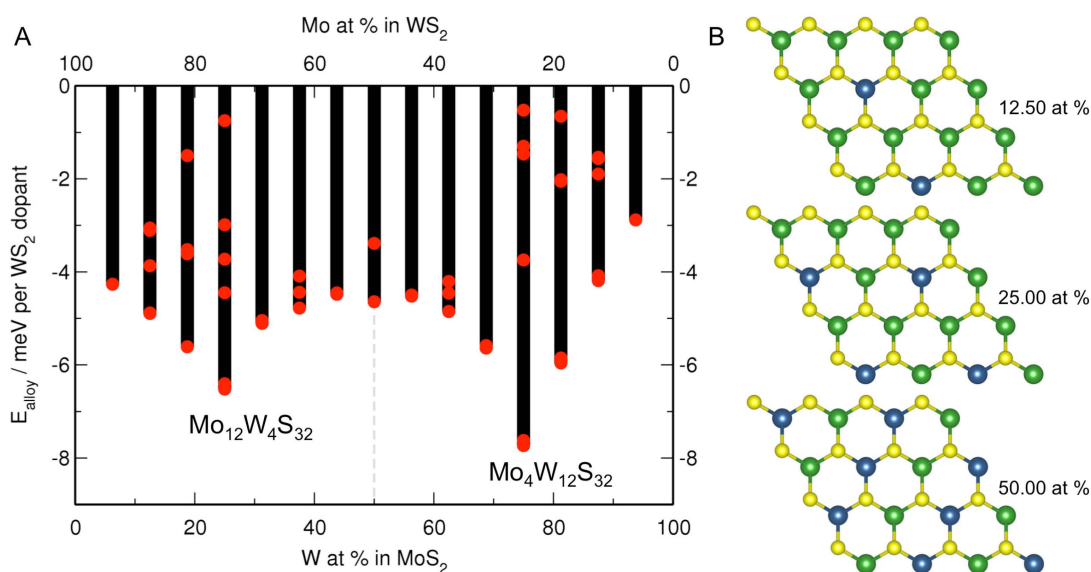 A
Mo at % in WS2
100 80 60 40 20 0
0
-2
-4
-6
-8
0
-2
-4
-6
-8
Ealloy / meV per WS2 dopant
Mo12W4S32
Mo4W12S32
0 20 40 60 80 100
W at % in MoS2
B
12.50 at %
25.00 at %
50.00 at %